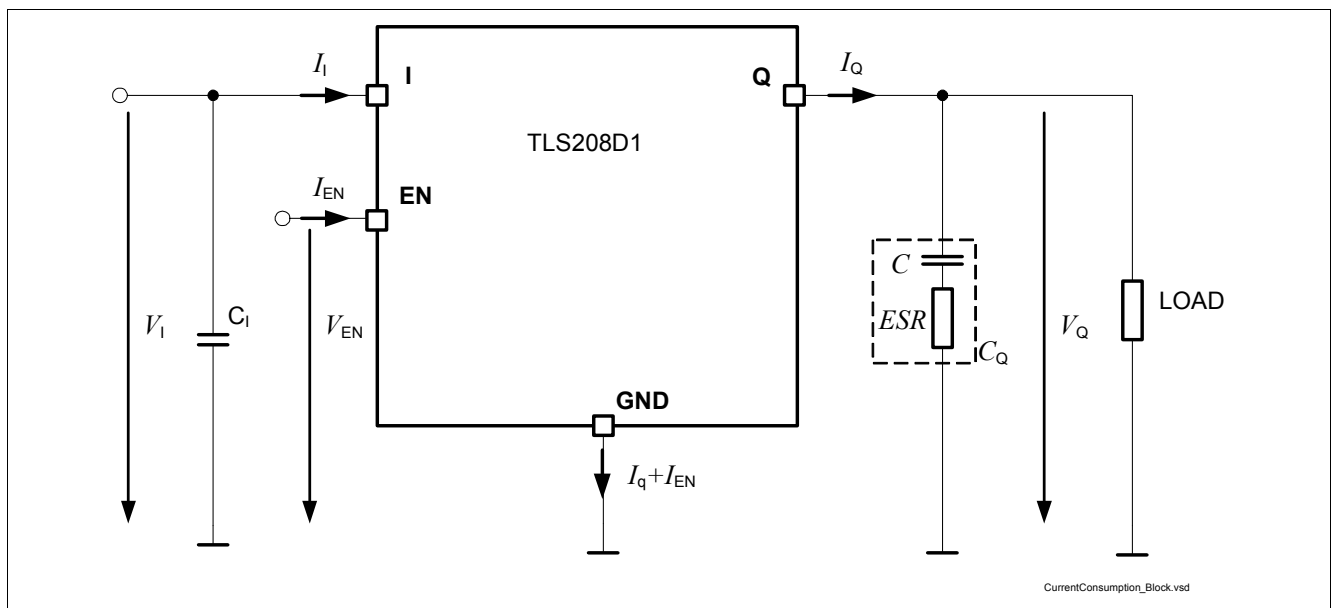 I_I
I
Q
I_Q
TLS208D1
I_EN
EN
C
ESR
LOAD
V_I
C_I
V_EN
C_Q
V_Q
GND
I_q+I_EN
CurrentConsumption_Block.vsd